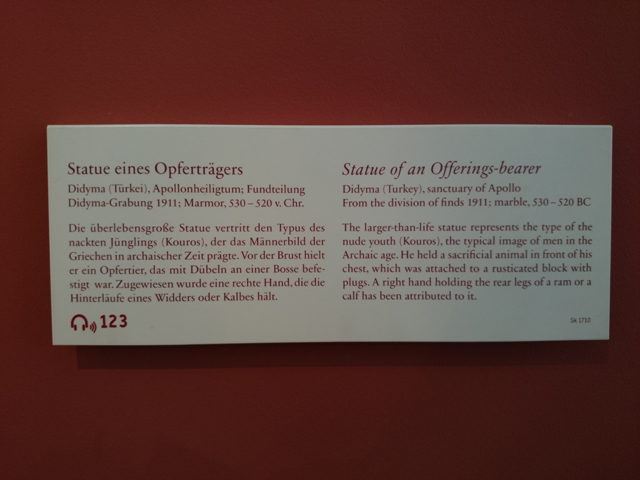 Statue eines Opferträgers
Didyma (Türkei), Apollonheiligtum; Fundteilung
Didyma-Grabung 1911; Marmor, 530 – 520 v. Chr.
Die überlebensgroße Statue vertritt den Typus des
nackten Jünglings (Kouros), der das Männerbild der
Griechen in archaischer Zeit prägte. Vor der Brust hielt
er ein Opfertier, das mit Dübeln an einer Bosse befe-
stigt war. Zugewiesen wurde eine rechte Hand, die die
Hinterläufe eines Widders oder Kalbes hält.
123
Statue of an Offerings-bearer
Didyma (Turkey), sanctuary of Apollo
From the division of finds 1911; marble, 530 – 520 BC
The larger-than-life statue represents the type of the
nude youth (Kouros), the typical image of men in the
Archaic age. He held a sacrificial animal in front of his
chest, which was attached to a rusticated block with
plugs. A right hand holding the rear legs of a ram or a
calf has been attributed to it.
Sk 1710